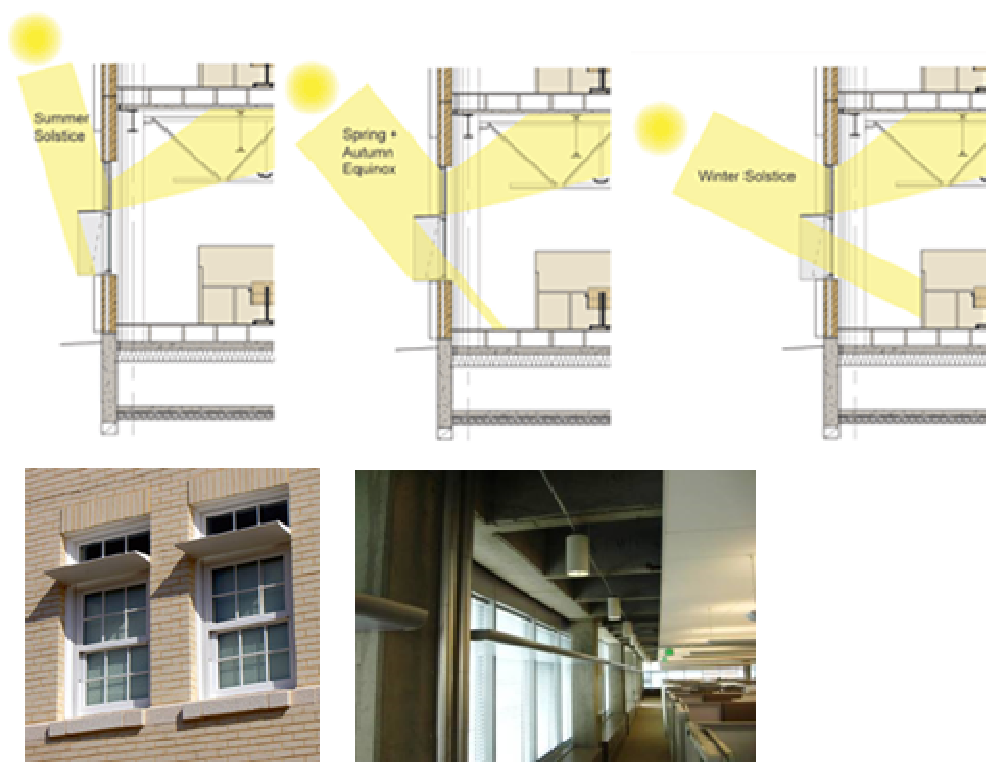 Summer
Solstice
Spring +
Autumn
Equinox
Winter Solstice